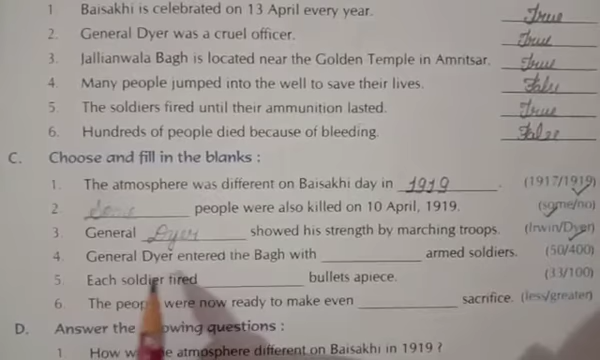 1. Baisakhi is celebrated on 13 April every year. True
2. General Dyer was a cruel officer. True
3. Jallianwala Bagh is located near the Golden Temple in Amritsar. True
4. Many people jumped into the well to save their lives. False
5. The soldiers fired until their ammunition lasted. True
6. Hundreds of people died because of bleeding. False
C. Choose and fill in the blanks :
1. The atmosphere was different on Baisakhi day in 1919. (1917/1919)
2. Some people were also killed on 10 April, 1919. (some/no)
3. General Dyer showed his strength by marching troops. (Irwin/Dyer)
4. General Dyer entered the Bagh with ________ armed soldiers. (50/400)
5. Each soldier fired ________ bullets apiece. (33/100)
6. The people were now ready to make even ________ sacrifice. (less/greater)
D. Answer the following questions :
1. How was the atmosphere different on Baisakhi in 1919 ?